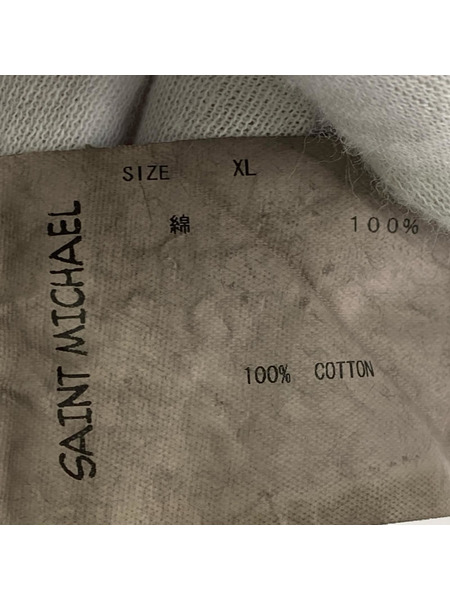 SIZE XL
綿 100%
100% COTTON
SAINT MICHAEL